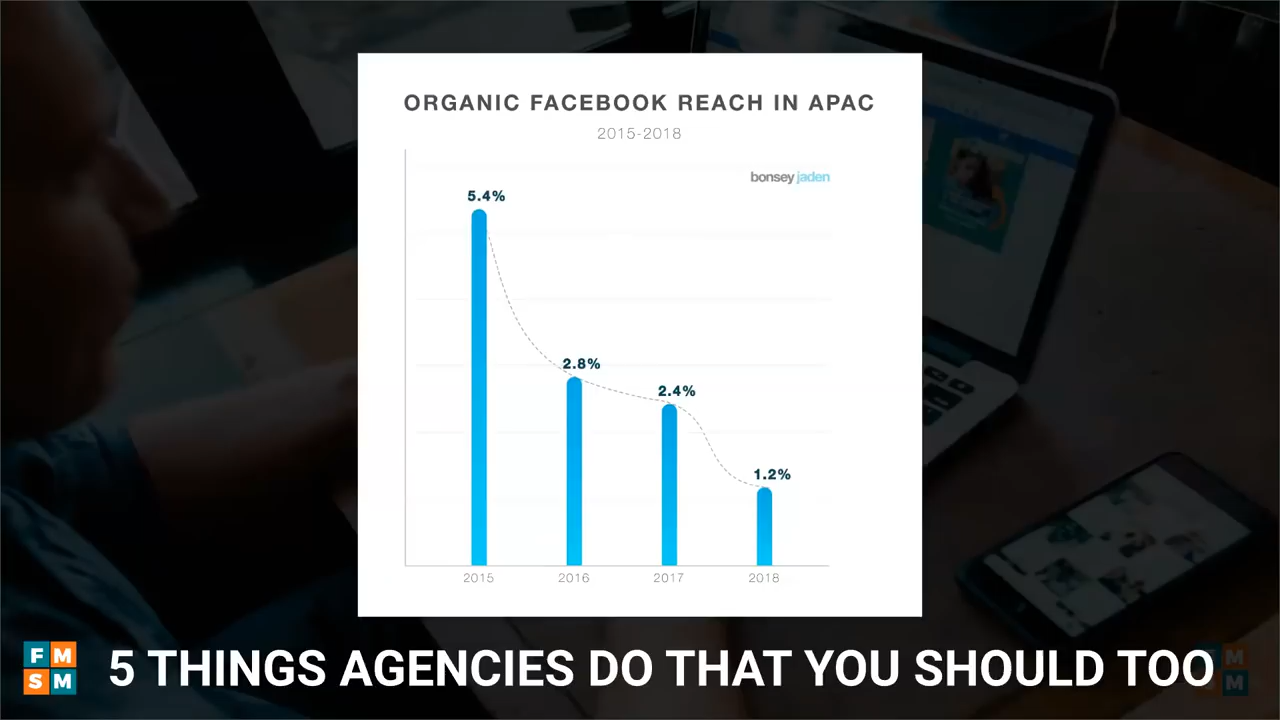 ORGANIC FACEBOOK REACH IN APAC
2015-2018
bonsey jaden
5.4%
2.8%
2.4%
1.2%
2015 2016 2017 2018
F M
S M
5 THINGS AGENCIES DO THAT YOU SHOULD TOO
M
M